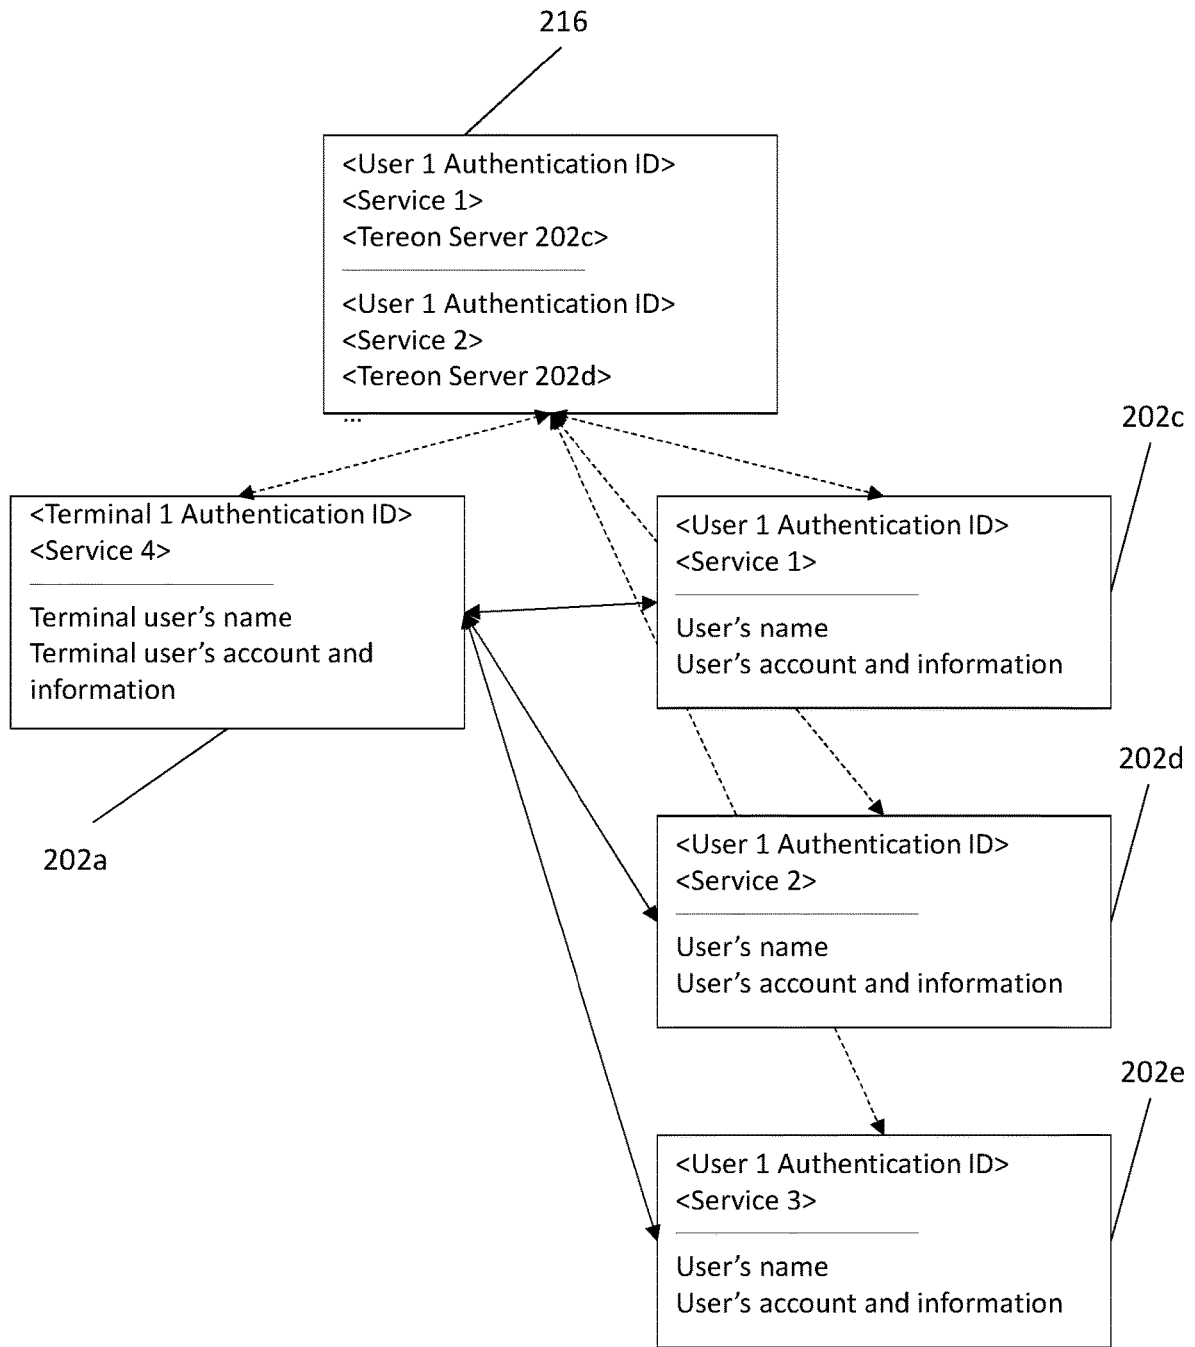 216
<User 1 Authentication ID>
<Service 1>
<Tereon Server 202c>
<User 1 Authentication ID>
<Service 2>
<Tereon Server 202d>
...
202c
<Terminal 1 Authentication ID>
<Service 4>
Terminal user’s name
Terminal user’s account and
information
202a
<User 1 Authentication ID>
<Service 1>
User’s name
User’s account and information
202d
<User 1 Authentication ID>
<Service 2>
User’s name
User’s account and information
202e
<User 1 Authentication ID>
<Service 3>
User’s name
User’s account and information